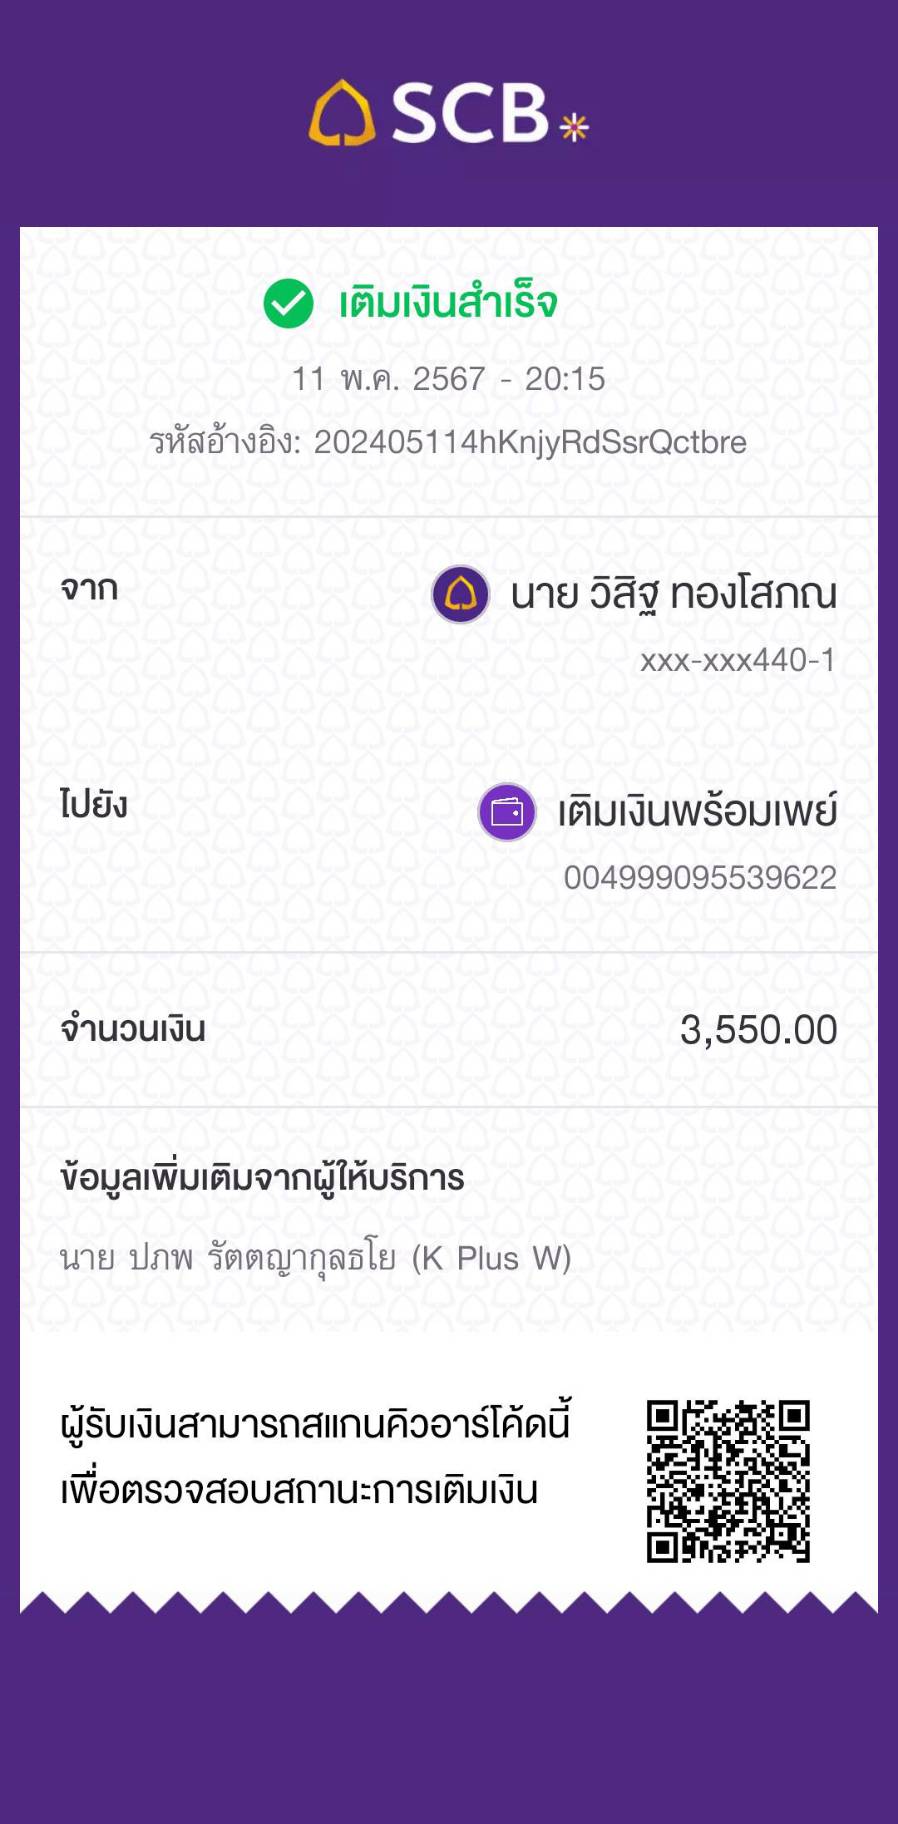 SCB
เติมเงินสำเร็จ
11 พ.ค. 2567 - 20:15
รหัสอ้างอิง: 202405114hKnjyRdSsrQctbre
จาก
นาย วิสิฐ ทองโสภณ
xxx-xxx440-1
ไปยัง
เติมเงินพร้อมเพย์
004999095539622
จำนวนเงิน
3,550.00
ข้อมูลเพิ่มเติมจากผู้ให้บริการ
นาย ปภพ รัตตญากุลธโย (K Plus W)
ผู้รับเงินสามารถสแกนคิวอาร์โค้ดนี้
เพื่อตรวจสอบสถานะการเติมเงิน